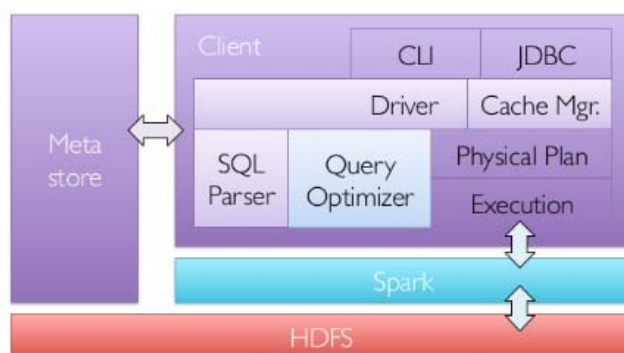 Client
CLI
JDBC
Driver
Cache Mgr.
Meta
store
SQL
Parser
Query
Optimizer
Physical Plan
Execution
Spark
HDFS